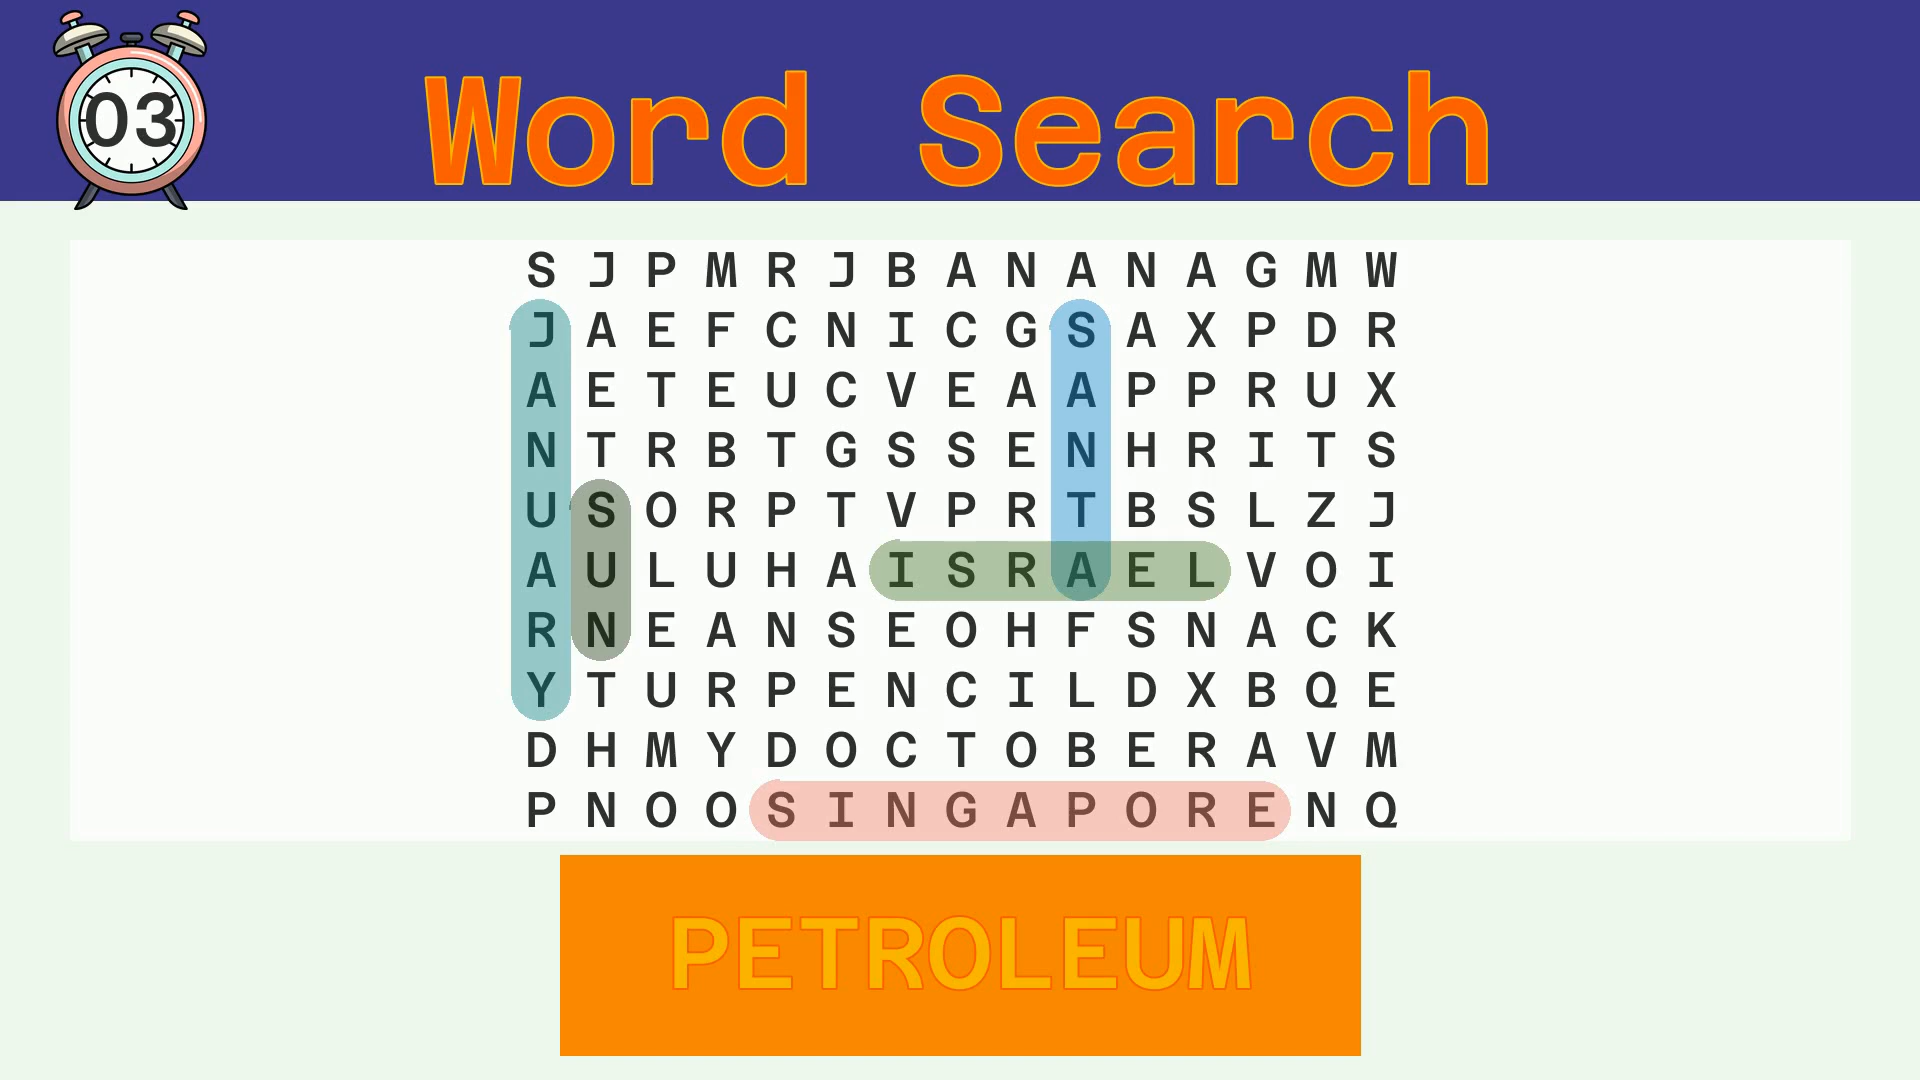 03
Word Search
S J P M R J B A N A N A G M W
J A E F C N I C G S A X P D R
A E T E U C V E A A P P R U X
N T R B T G S S E N H R I T S
U S O R P T V P R T B S L Z J
A U L U H A I S R A E L V O I
R N E A N S E O H F S N A C K
Y T U R P E N C I L D X B Q E
D H M Y D O C T O B E R A V M
P N O O S I N G A P O R E N Q
PETROLEUM